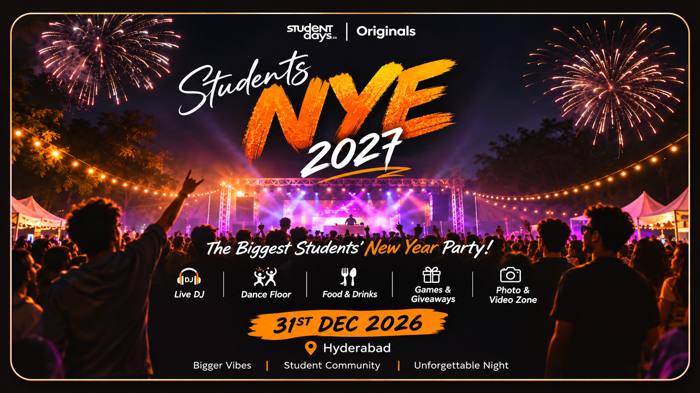 STUDENT
days
Originals
Students
NYE
2027
The Biggest Students' New Year Party!
DJ
Live DJ
Dance Floor
Food & Drinks
Games &
Giveaways
Photo &
Video Zone
31ST DEC 2026
Hyderabad
Bigger Vibes | Student Community | Unforgettable Night